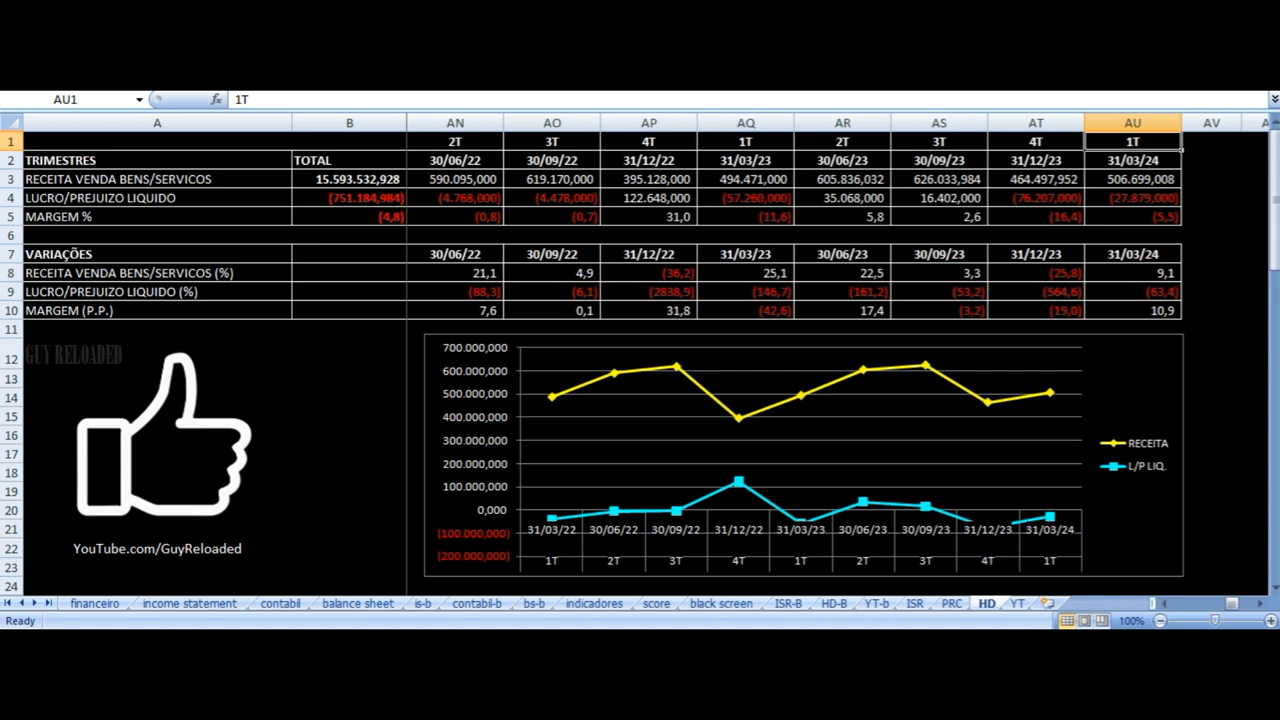 AU1 fx 1T
A B AN AO AP AQ AR AS AT AU AV A
1 2T 3T 4T 1T 2T 3T 4T 1T
2 TRIMESTRES TOTAL 30/06/22 30/09/22 31/12/22 31/03/23 30/06/23 30/09/23 31/12/23 31/03/24
3 RECEITA VENDA BENS/SERVICOS 15.593.532,928 590.095,000 619.170,000 395.128,000 494.471,000 605.836,032 626.033,984 464.497,952 506.699,008
4 LUCRO/PREJUIZO LIQUIDO (751.184,984) (4.768,000) (4.478,000) 122.648,000 (57.260,000) 35.068,000 16.402,000 (76.207,000) (27.879,000)
5 MARGEM % (4,8) (0,8) (0,7) 31,0 (11,6) 5,8 2,6 (16,4) (5,5)
6
7 VARIAÇÕES 30/06/22 30/09/22 31/12/22 31/03/23 30/06/23 30/09/23 31/12/23 31/03/24
8 RECEITA VENDA BENS/SERVICOS (%) 21,1 4,9 (36,2) 25,1 22,5 3,3 (25,8) 9,1
9 LUCRO/PREJUIZO LIQUIDO (%) (88,3) (6,1) (2838,9) (146,7) (161,2) (53,2) (564,6) (63,4)
10 MARGEM (P.P.) 7,6 0,1 31,8 (42,6) 17,4 (3,2) (19,0) 10,9
11
12 GUY RELOADED
13
14
15
16
17
18
19
20
21
22 YouTube.com/GuyReloaded
23
24
700.000,000
600.000,000
500.000,000
400.000,000
300.000,000
200.000,000
100.000,000
0,000
(100.000,000)
(200.000,000)
31/03/22 30/06/22 30/09/22 31/12/22 31/03/23 30/06/23 30/09/23 31/12/23 31/03/24
1T 2T 3T 4T 1T 2T 3T 4T 1T
RECEITA
L/P LIQ.
financeiro income statement contabil balance sheet is-b contabil-b bs-b indicadores score black screen ISR-B HD-B YT-b ISR PRC HD YT
Ready 100%